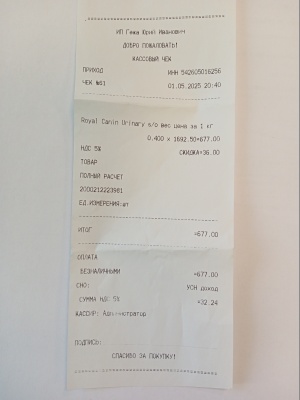 ИП Гежа Юрий Иванович
ДОБРО ПОЖАЛОВАТЬ!
КАССОВЫЙ ЧЕК
ПРИХОД ИНН 542605016256
ЧЕК №61 01.05.2025 20:40
Royal Canin Urinary s/o вес цена за 1 кг
0.400 x 1692.50=677.00
НДС 5% СКИДКА=36.00
ТОВАР
ПОЛНЫЙ РАСЧЕТ
2000212223981
ЕД.ИЗМЕРЕНИЯ:шт
ИТОГ =677.00
ОПЛАТА
БЕЗНАЛИЧНЫМИ =677.00
СНО: УСН доход
СУММА НДС 5% =32.24
КАССИР: Администратор
ПОДПИСЬ:
СПАСИБО ЗА ПОКУПКУ!